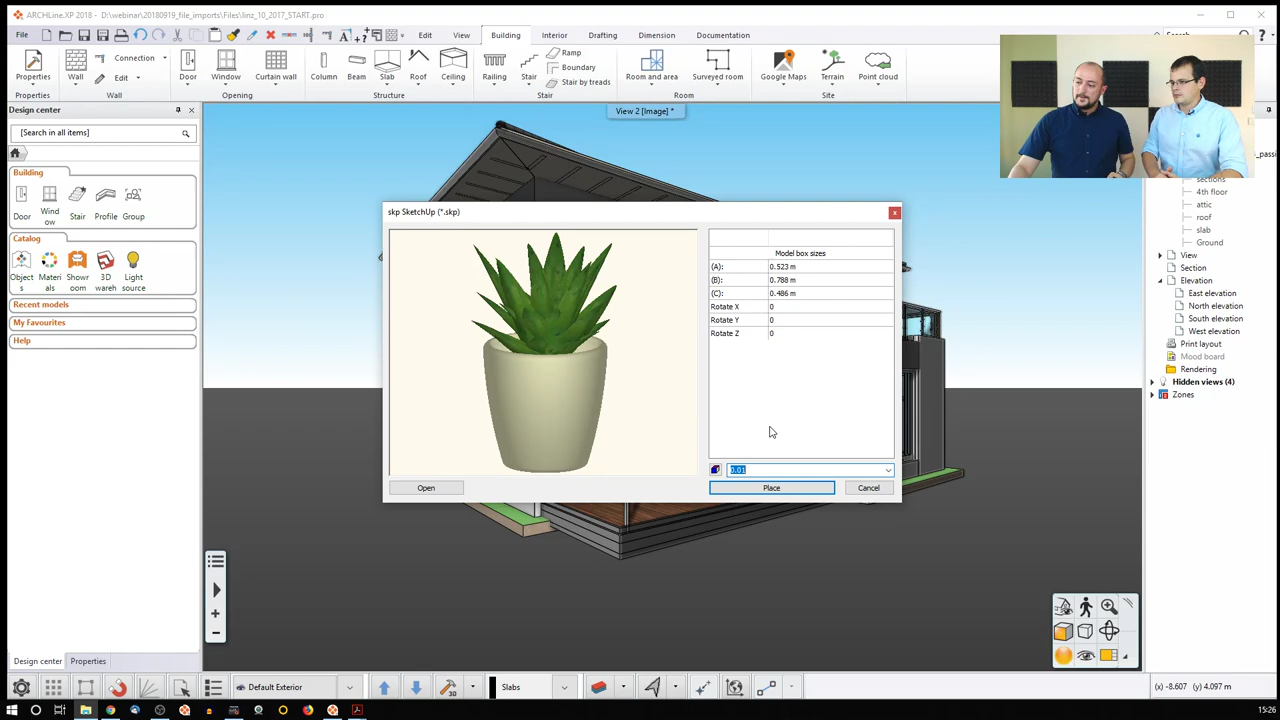 ARCHLine.XP 2018 - D:\webinar\20180919_file_imports\Files\linz_10_2017_START.pro
File
Edit
View
Building
Interior
Drafting
Dimension
Documentation
Search
Properties
Wall
Connection
Edit
Door
Window
Curtain wall
Column
Beam
Slab
Roof
Ceiling
Railing
Stair
Ramp
Boundary
Stair by treads
Room and area
Surveyed room
Google Maps
Terrain
Point cloud
Properties
Wall
Opening
Structure
Stair
Room
Site
Design center
View 2 [Image] *
[Search in all items]
Building
Door
Wind
ow
Stair
Profile
Group
Catalog
Object
s
Materi
als
Showr
oom
3D
wareh
Light
source
Recent models
My Favourites
Help
skp SketchUp (*.skp)
Model box sizes
(A): 0.523 m
(B): 0.788 m
(C): 0.486 m
Rotate X 0
Rotate Y 0
Rotate Z 0
0.01
Open
Place
Cancel
sections
4th floor
attic
roof
slab
Ground
View
Section
Elevation
East elevation
North elevation
South elevation
West elevation
Print layout
Mood board
Rendering
Hidden views (4)
Zones
Design center
Properties
Default Exterior
30
Slabs
(x) -8.607 (y) 4.097 m
15:26